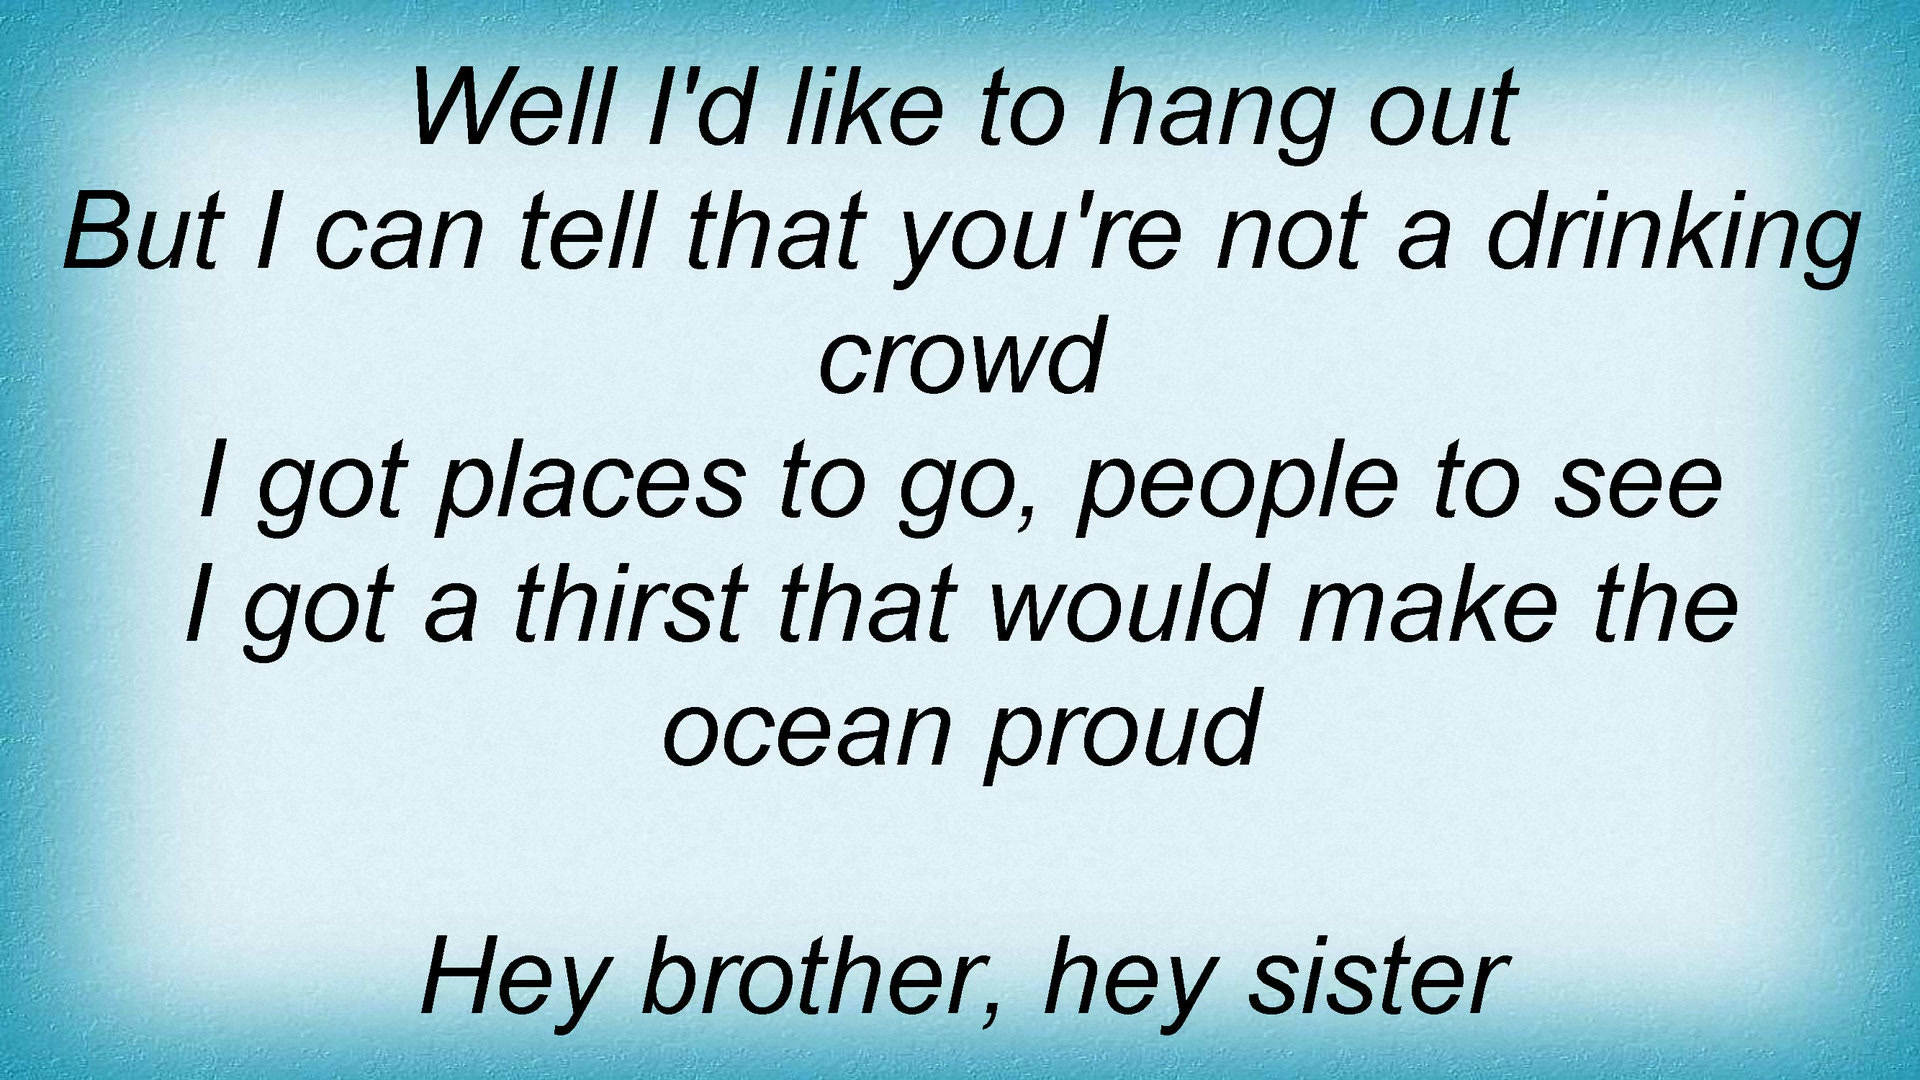 Well I'd like to hang out
But I can tell that you're not a drinking
crowd
I got places to go, people to see
I got a thirst that would make the
ocean proud
Hey brother, hey sister